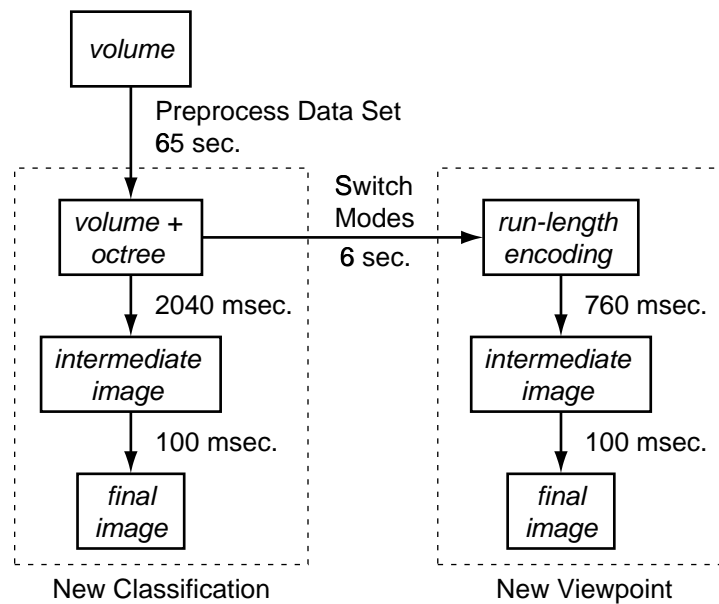 volume
Preprocess Data Set
65 sec.
volume +
octree
Switch
Modes
6 sec.
run-length
encoding
2040 msec.
760 msec.
intermediate
image
intermediate
image
100 msec.
100 msec.
final
image
final
image
New Classification
New Viewpoint